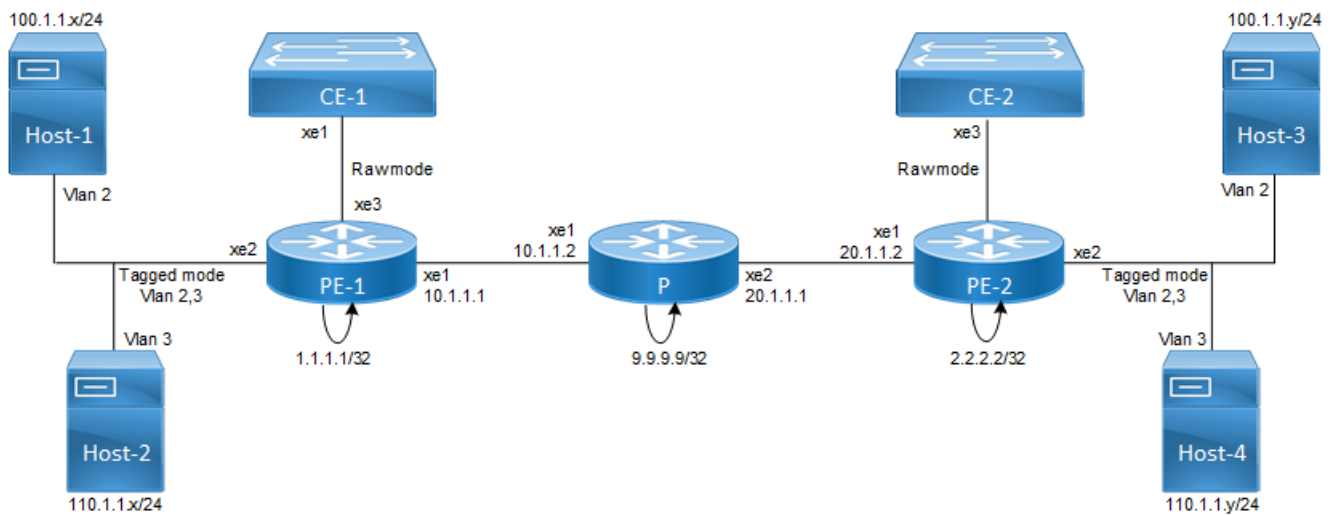 100.1.1.x/24
100.1.1.y/24
Host-1
CE-1
CE-2
Host-3
xe1
xe3
Vlan 2
Rawmode
Rawmode
Vlan 2
xe3
xe2
xe1
10.1.1.2
xe1
20.1.1.2
xe2
Tagged mode
Vlan 2,3
PE-1
xe1
10.1.1.1
P
xe2
20.1.1.1
PE-2
Tagged mode
Vlan 2,3
Vlan 3
1.1.1.1/32
9.9.9.9/32
2.2.2.2/32
Vlan 3
Host-2
Host-4
110.1.1.x/24
110.1.1.y/24